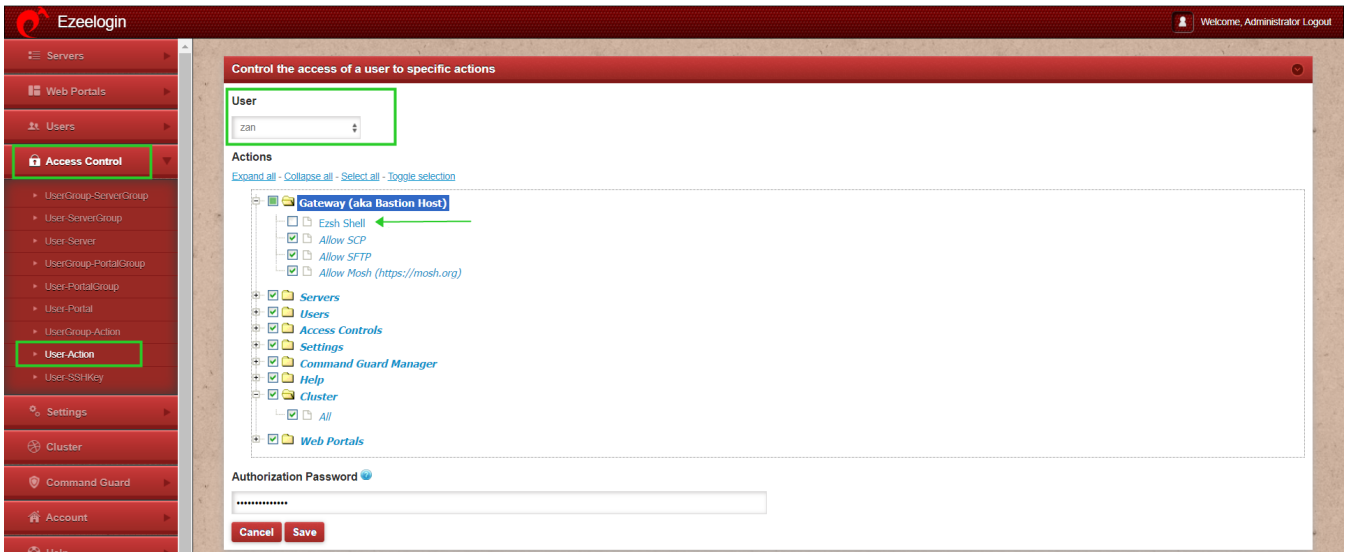 Ezeelogin
Welcome, Administrator Logout
Servers
Web Portals
Users
Access Control
UserGroup-ServerGroup
User-ServerGroup
User-Server
UserGroup-PortalGroup
User-PortalGroup
User-Portal
UserGroup-Action
User-Action
User-SSHKey
Settings
Cluster
Command Guard
Account
Help
Control the access of a user to specific actions
User
zan
Actions
Expand all - Collapse all - Select all - Toggle selection
Gateway (aka Bastion Host)
Ezsh Shell
Allow SCP
Allow SFTP
Allow Mosh (https://mosh.org)
Servers
Users
Access Controls
Settings
Command Guard Manager
Help
Cluster
All
Web Portals
Authorization Password
••••••••••••••
Cancel Save